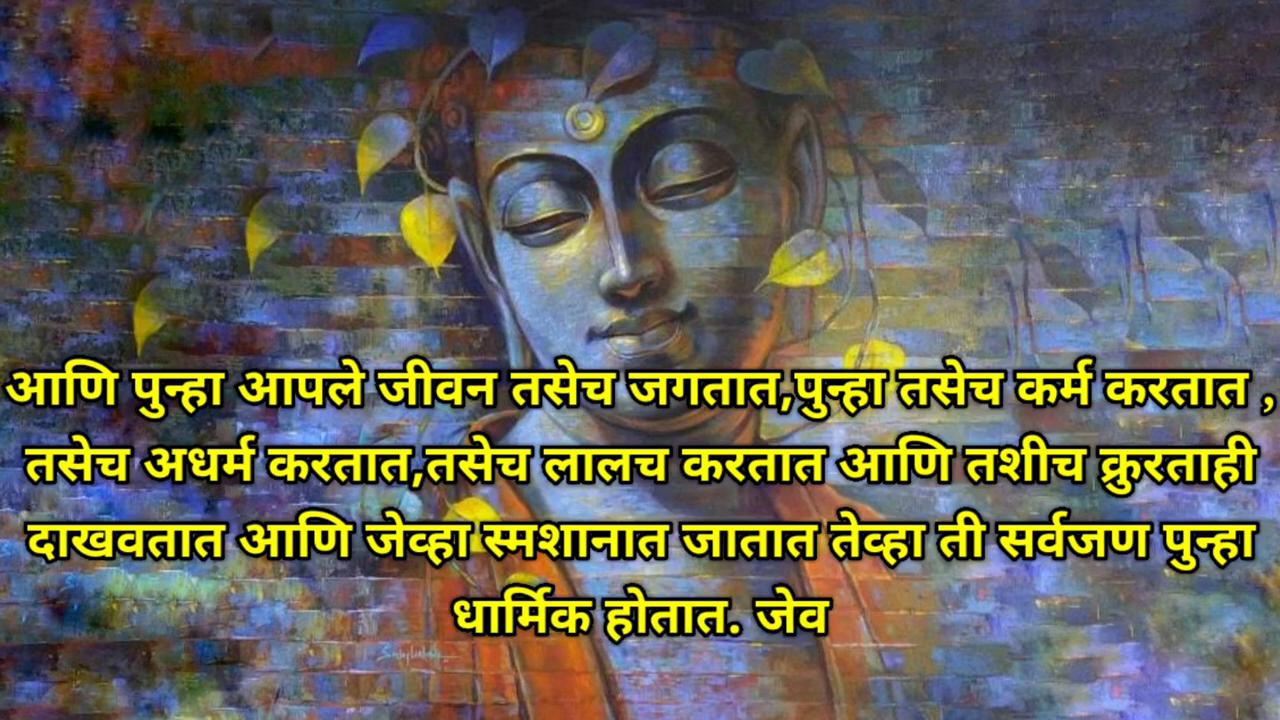 आणि पुन्हा आपले जीवन तसेच जगतात,पुन्हा तसेच कर्म करतात ,
तसेच अधर्म करतात,तसेच लालच करतात आणि तशीच क्रुरताही
दाखवतात आणि जेव्हा स्मशानात जातात तेव्हा ती सर्वजण पुन्हा
धार्मिक होतात. जेव